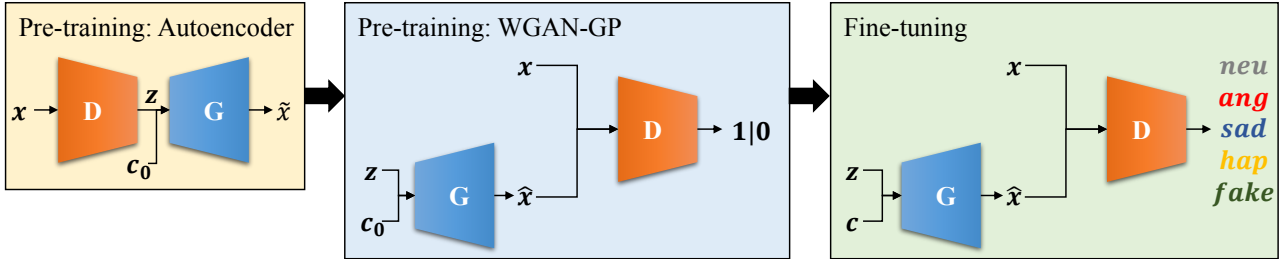 Pre-training: Autoencoder
x
D
z
c₀
G
x̃
Pre-training: WGAN-GP
x
z
c₀
G
x̂
D
1|0
Fine-tuning
x
z
c
G
x̂
D
neu
ang
sad
hap
fake